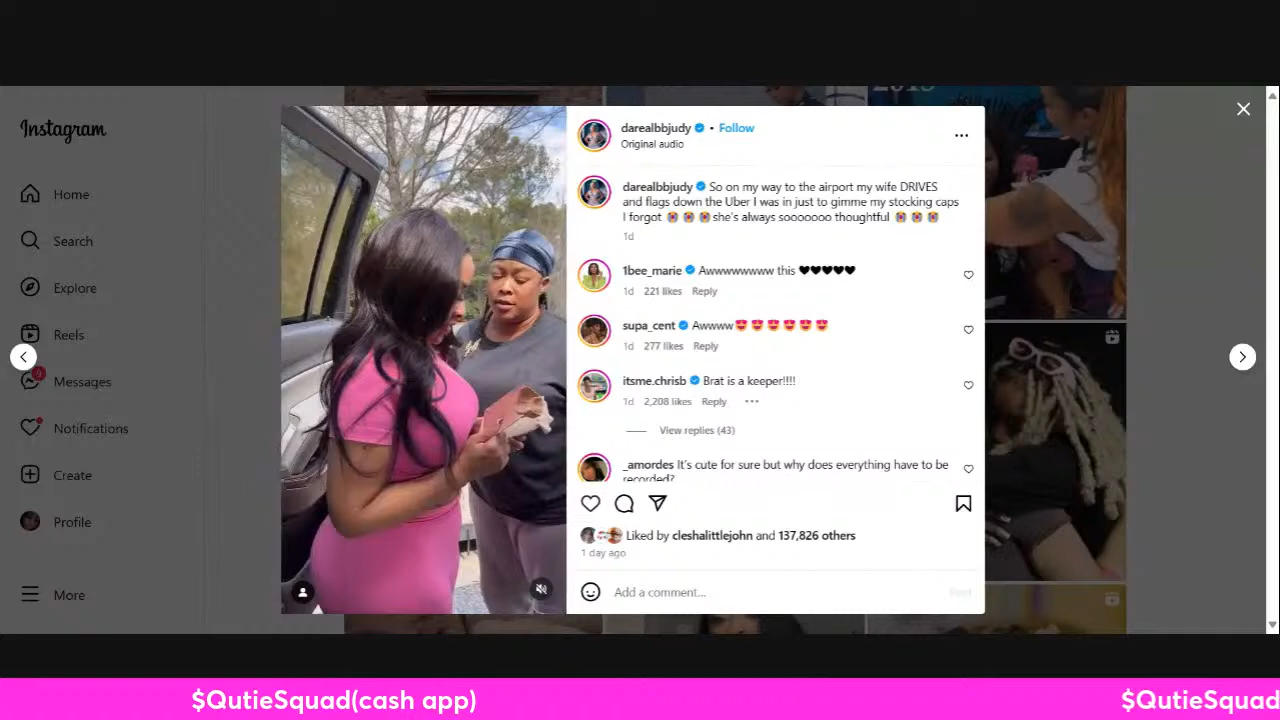 2019
Instagram
Home
Search
Explore
Reels
Messages
Notifications
Create
Profile
More
darealbbjudy • Follow
Original audio
···
darealbbjudy So on my way to the airport my wife DRIVES
and flags down the Uber I was in just to gimme my stocking caps
I forgot 😭 😭 😭 she's always sooooooo thoughtful 😭 😭 😭
1d
1bee_marie Awwwwwwww this 🖤🖤🖤🖤🖤
1d 221 likes Reply
supa_cent Awwww😍 😍 😍 😍 😍 😍
1d 277 likes Reply
itsme.chrisb Brat is a keeper!!!!
1d 2,208 likes Reply ···
View replies (43)
_amordes It's cute for sure but why does everything have to be
recorded?
Liked by cleshalittlejohn and 137,826 others
1 day ago
Add a comment...
Post
$QutieSquad(cash app)
$QutieSquad